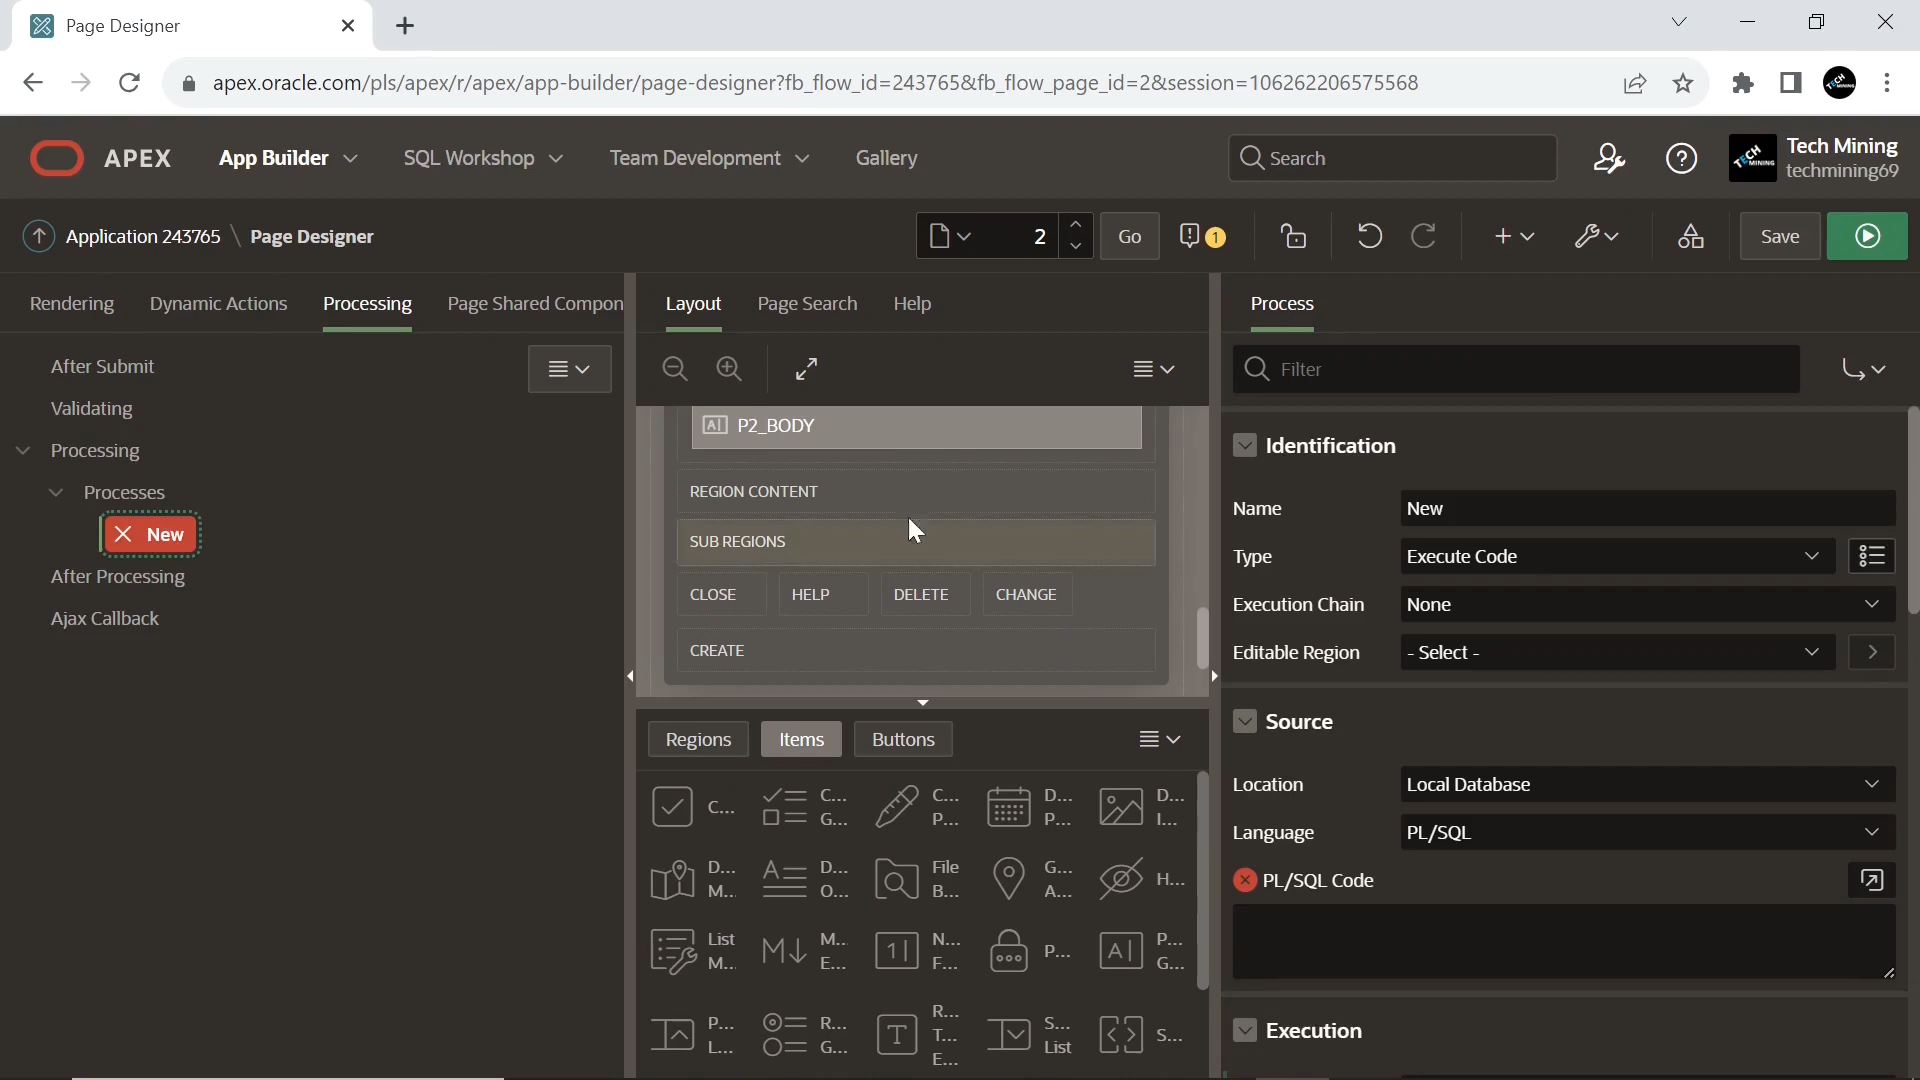 Page Designer
apex.oracle.com/pls/apex/r/apex/app-builder/page-designer?fb_flow_id=243765&fb_flow_page_id=2&session=106262206575568
APEX
App Builder
SQL Workshop
Team Development
Gallery
Search
Tech Mining
techmining69
TECH MINING
Application 243765 \ Page Designer
2
Go
1
Save
Rendering
Dynamic Actions
Processing
Page Shared Compon
Layout
Page Search
Help
Process
After Submit
Validating
Processing
Processes
New
After Processing
Ajax Callback
P2_BODY
REGION CONTENT
SUB REGIONS
CLOSE
HELP
DELETE
CHANGE
CREATE
Regions
Items
Buttons
C...
C... G...
C... P...
D... P...
D... I...
D... M...
D... O...
File B...
G... A...
H...
List M...
M... E...
N... F...
P...
P... G...
P... L...
R... G...
R... T... E...
S... List
S...
Filter
Identification
Name
New
Type
Execute Code
Execution Chain
None
Editable Region
- Select -
Source
Location
Local Database
Language
PL/SQL
PL/SQL Code
Execution